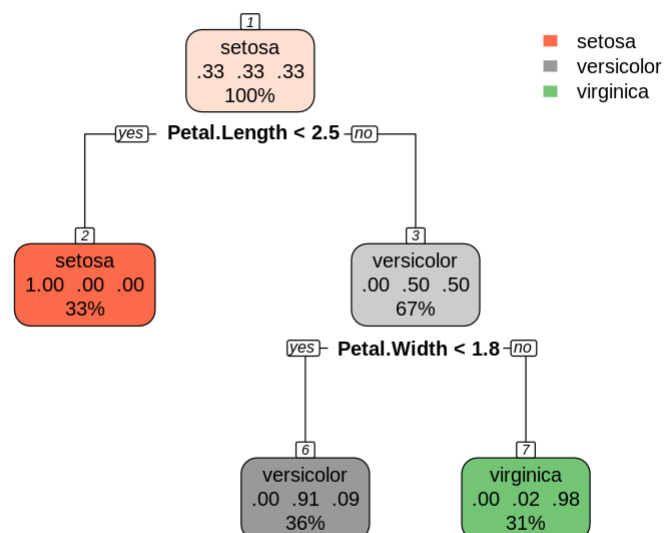 1
setosa
.33 .33 .33
100%
setosa
versicolor
virginica
yes Petal.Length < 2.5 no
2
setosa
1.00 .00 .00
33%
3
versicolor
.00 .50 .50
67%
yes Petal.Width < 1.8 no
6
versicolor
.00 .91 .09
36%
7
virginica
.00 .02 .98
31%